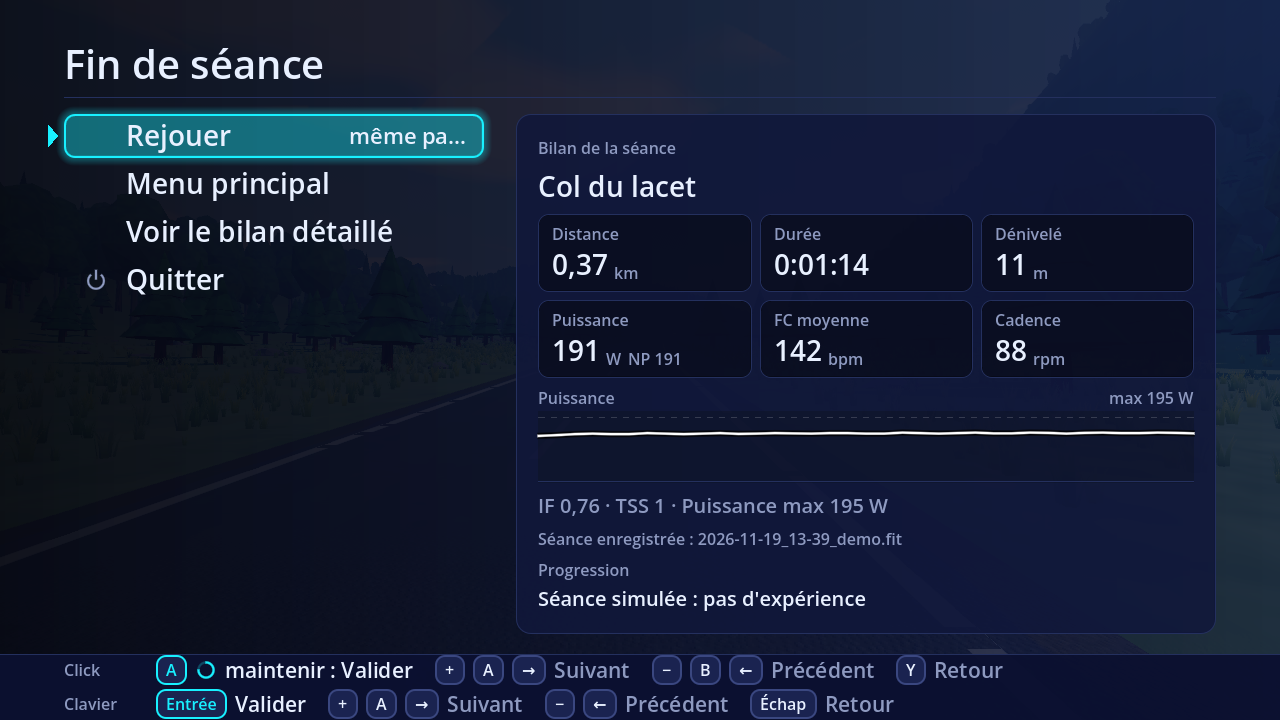 Fin de séance
Rejouer même pa...
Menu principal
Voir le bilan détaillé
Quitter
Bilan de la séance
Col du lacet
Distance
0,37 km
Durée
0:01:14
Dénivelé
11 m
Puissance
191 W NP 191
FC moyenne
142 bpm
Cadence
88 rpm
Puissance max 195 W
IF 0,76 · TSS 1 · Puissance max 195 W
Séance enregistrée : 2026-11-19_13-39_demo.fit
Progression
Séance simulée : pas d'expérience
Click A maintenir : Valider + A → Suivant − B ← Précédent Y Retour
Clavier Entrée Valider + A → Suivant − ← Précédent Échap Retour